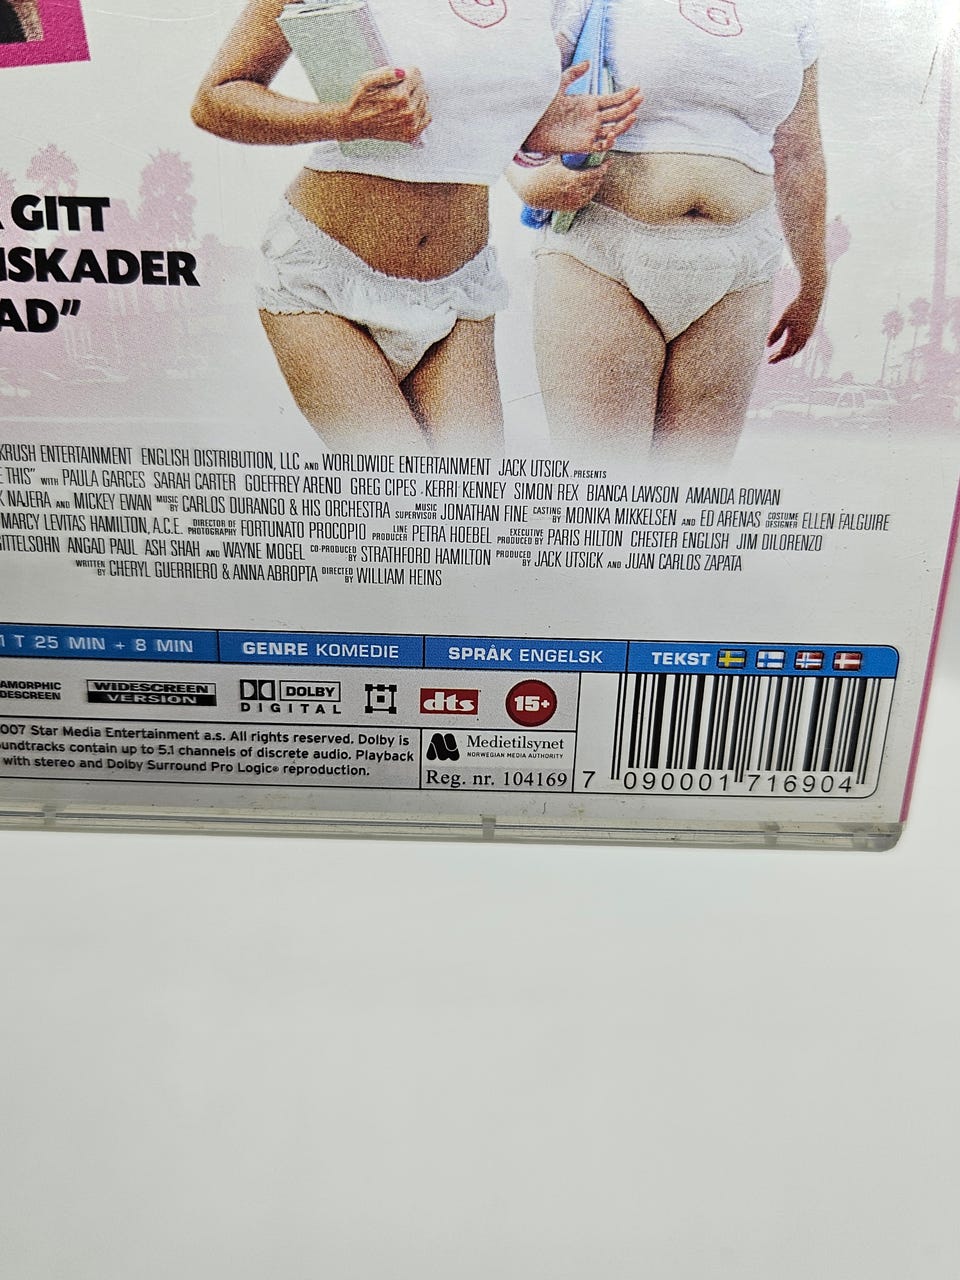 GITT
ISKADER
AD"
KRUSH ENTERTAINMENT ENGLISH DISTRIBUTION, LLC AND WORLDWIDE ENTERTAINMENT JACK UTSICK PRESENTS
THIS" WITH PAULA GARCES SARAH CARTER GOEFFREY AREND GREG CIPES KERRI KENNEY SIMON REX BIANCA LAWSON AMANDA ROWAN
NAJERA AND MICKEY EWAN MUSIC BY CARLOS DURANGO & HIS ORCHESTRA MUSIC SUPERVISOR JONATHAN FINE CASTING BY MONIKA MIKKELSEN AND ED ARENAS COSTUME DESIGNER ELLEN FALGUIRE
MARCY LEVITAS HAMILTON, A.C.E. DIRECTOR OF PHOTOGRAPHY FORTUNATO PROCOPIO LINE PRODUCER PETRA HOEBEL EXECUTIVE PRODUCED BY PARIS HILTON CHESTER ENGLISH JIM DILORENZO
GITTELSOHN ANGAD PAUL ASH SHAH AND WAYNE MOGEL CO-PRODUCED BY STRATHFORD HAMILTON PRODUCED BY JACK UTSICK AND JUAN CARLOS ZAPATA
WRITTEN BY CHERYL GUERRIERO & ANNA ABROPTA DIRECTED BY WILLIAM HEINS
1 T 25 MIN + 8 MIN GENRE KOMEDIE SPRÅK ENGELSK TEKST
AMORPHIC
DESCREEN
WIDESCREEN
VERSION
DOLBY
DIGITAL
dts
15+
007 Star Media Entertainment a.s. All rights reserved. Dolby is
undtracks contain up to 5.1 channels of discrete audio. Playback
with stereo and Dolby Surround Pro Logic® reproduction.
Medietilsynet
NORWEGIAN MEDIA AUTHORITY
Reg. nr. 104169
7 090001 716904